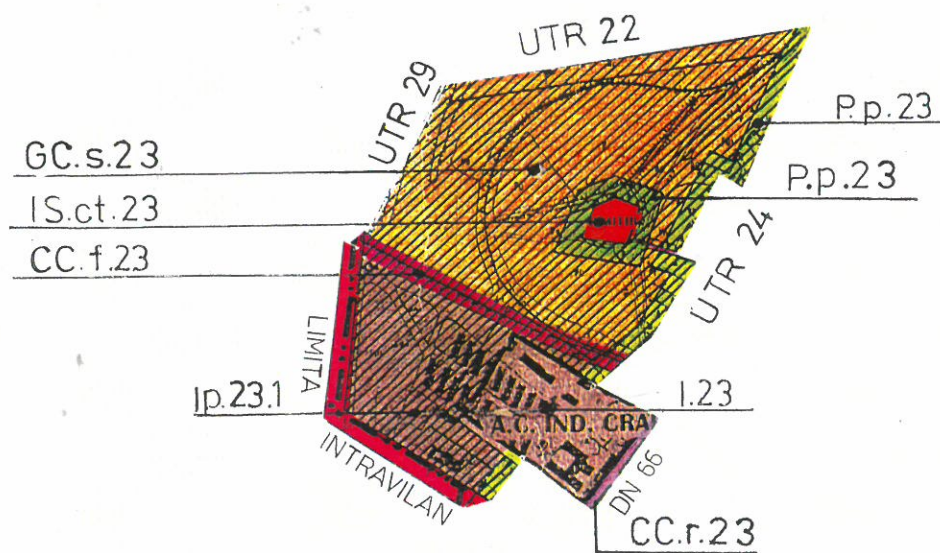 UTR 22
UTR 29
P.p.23
GC.s.23
P.p.23
IS.ct.23
UTR 24
CC.f.23
LIMITA
Ip.23.1
I.23
A.C. IND. CRA
INTRAVILAN
DN 66
CC.r.23